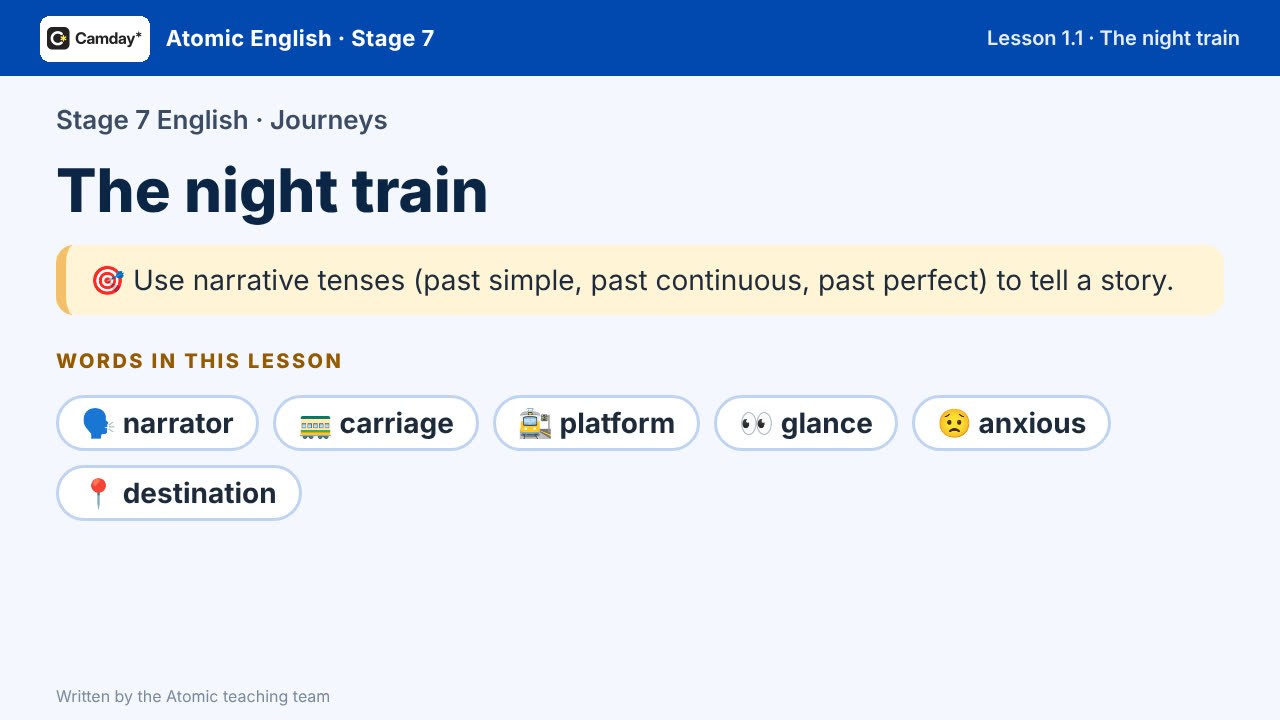 Camday*
Atomic English · Stage 7
Lesson 1.1 · The night train
Stage 7 English · Journeys
The night train
🎯 Use narrative tenses (past simple, past continuous, past perfect) to tell a story.
WORDS IN THIS LESSON
🗣️ narrator
🚃 carriage
🚉 platform
👀 glance
😟 anxious
📍 destination
Written by the Atomic teaching team